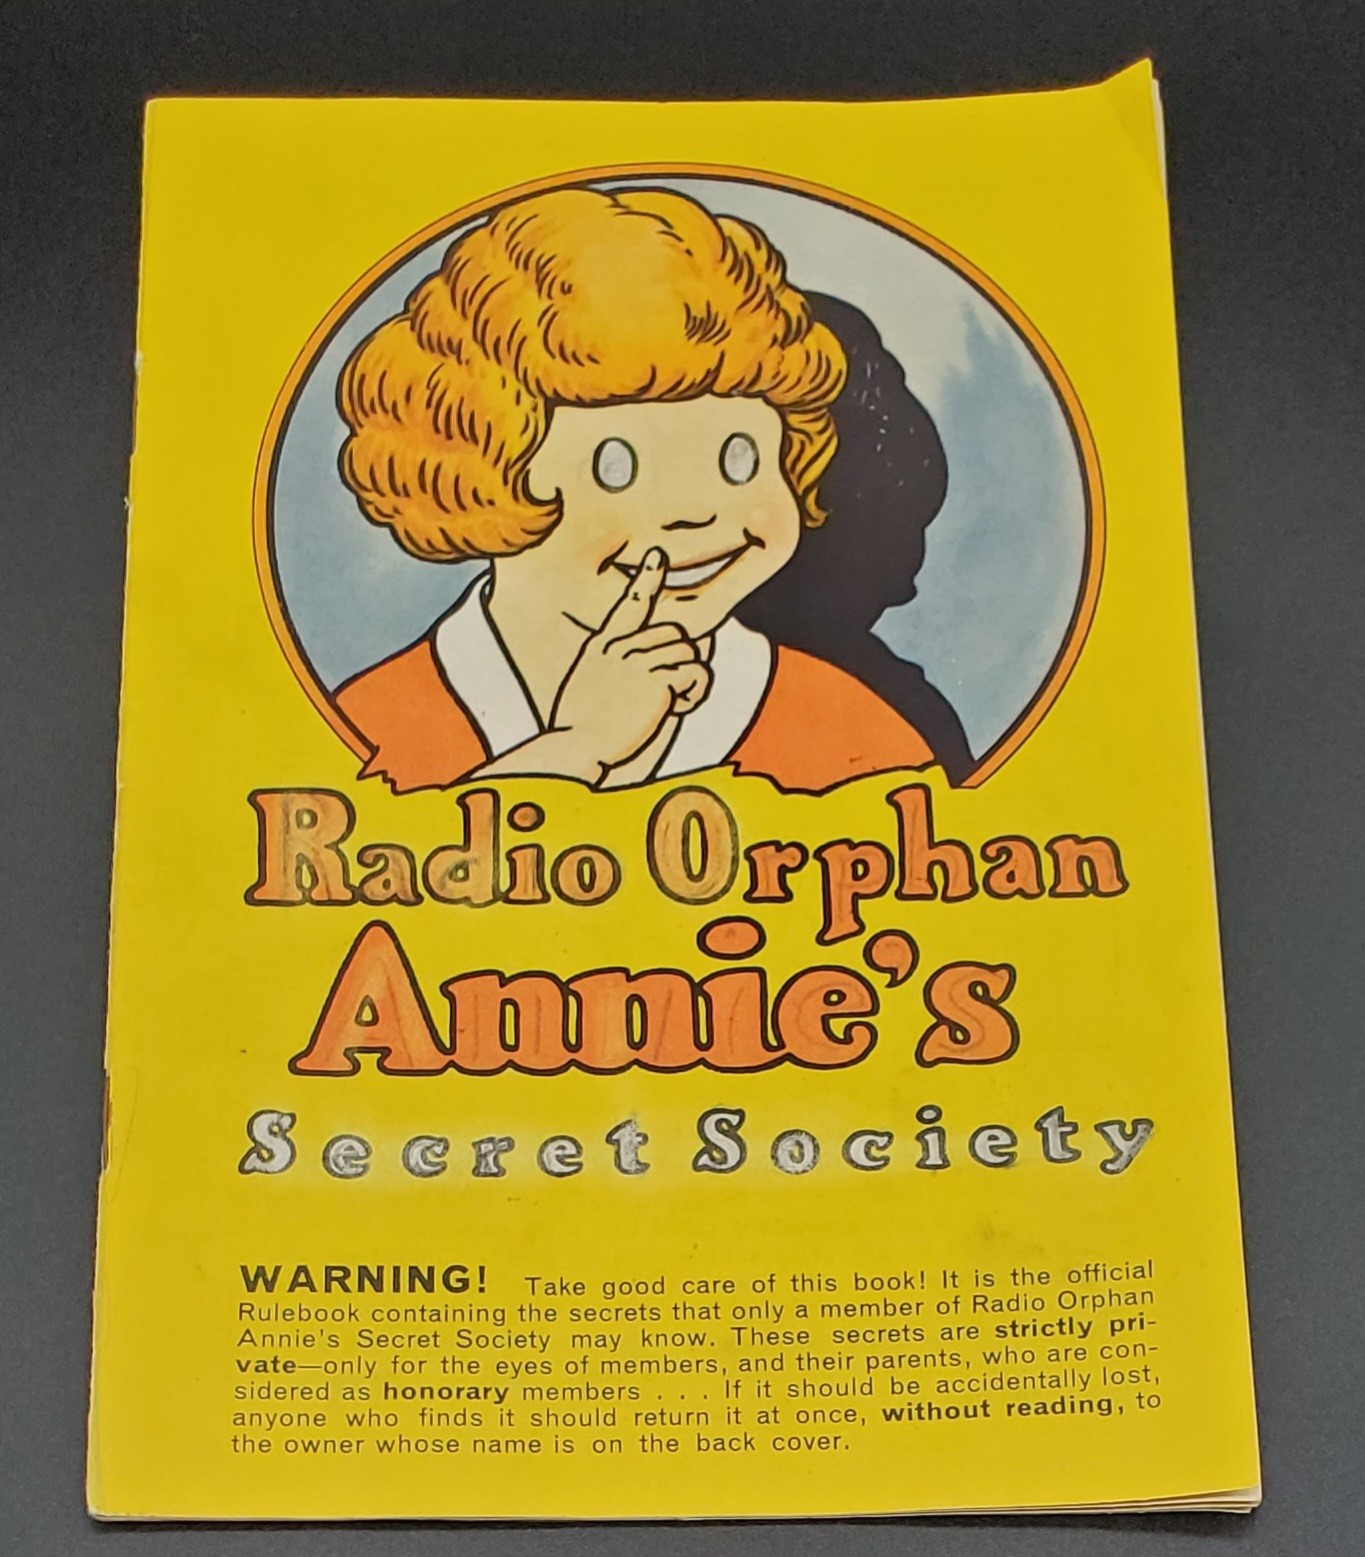 Radio Orphan
Annie's
Secret Society
WARNING! Take good care of this book! It is the official
Rulebook containing the secrets that only a member of Radio Orphan
Annie's Secret Society may know. These secrets are strictly pri-
vate—only for the eyes of members, and their parents, who are con-
sidered as honorary members . . . If it should be accidentally lost,
anyone who finds it should return it at once, without reading, to
the owner whose name is on the back cover.